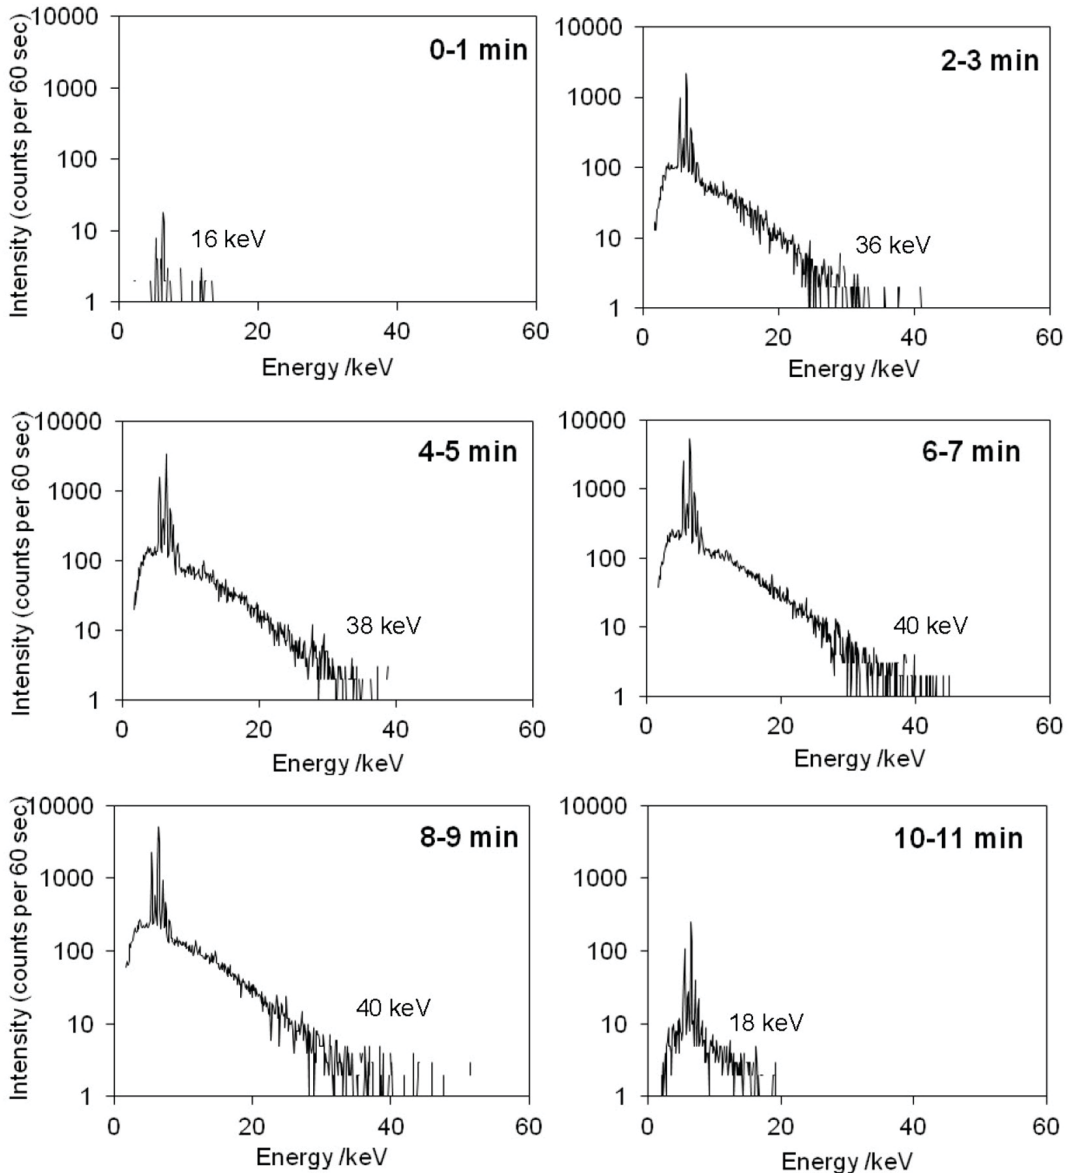 Intensity (counts per 60 sec)
10000
1000
100
10
1
0-1 min
16 keV
0 20 40 60
Energy /keV
10000
1000
100
10
1
2-3 min
36 keV
0 20 40 60
Energy /keV
Intensity (counts per 60 sec)
10000
1000
100
10
1
4-5 min
38 keV
0 20 40 60
Energy /keV
10000
1000
100
10
1
6-7 min
40 keV
0 20 40 60
Energy /keV
Intensity (counts per 60 sec)
10000
1000
100
10
1
8-9 min
40 keV
0 20 40 60
Energy /keV
10000
1000
100
10
1
10-11 min
18 keV
0 20 40 60
Energy /keV